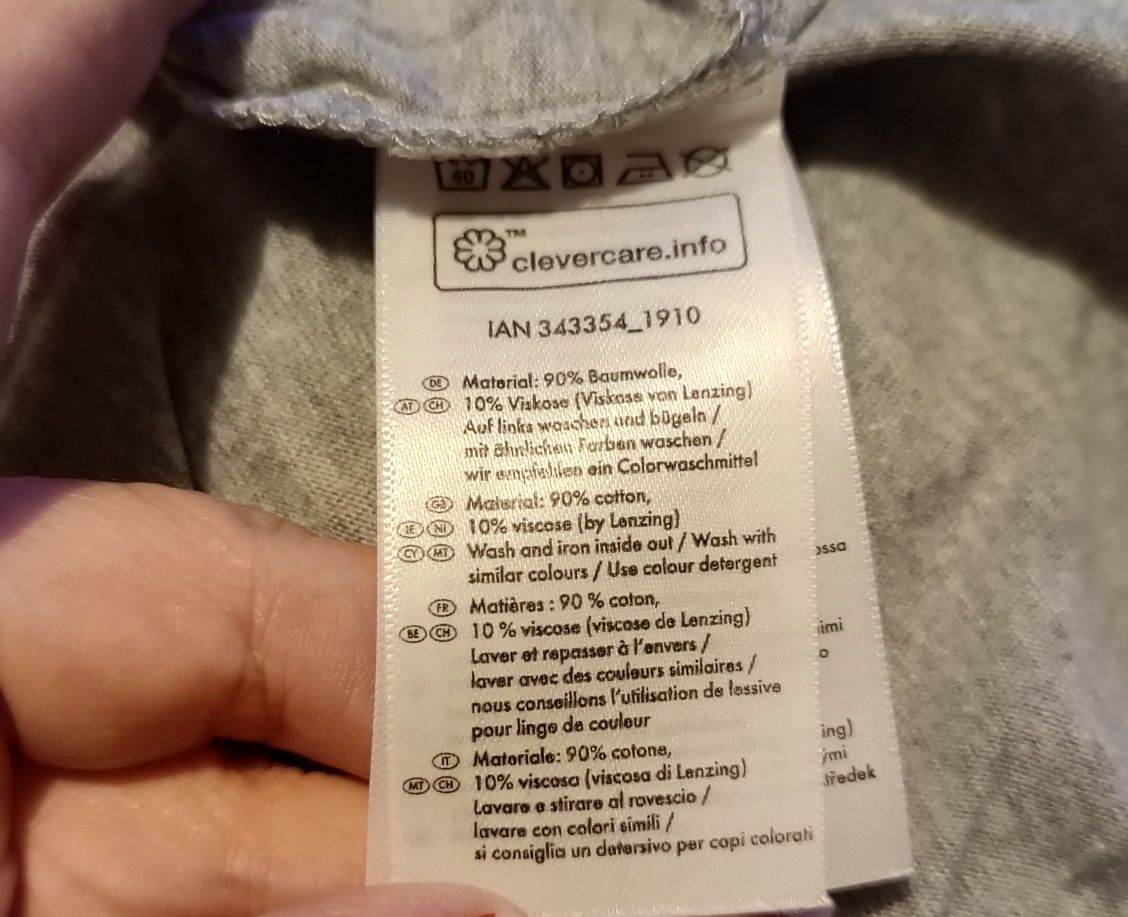 40
™
clevercare.info
IAN 343354_1910
DE Material: 90% Baumwolle,
AT CH 10% Viskose (Viskose von Lenzing)
Auf links waschen und bügeln /
mit ähnlichen Farben waschen /
wir empfehlen ein Colorwaschmittel
GB Material: 90% cotton,
IE NI 10% viscose (by Lenzing)
CY MT Wash and iron inside out / Wash with
similar colours / Use colour detergent
FR Matières : 90 % coton,
BE CH 10 % viscose (viscose de Lenzing)
Laver et repasser à l'envers /
laver avec des couleurs similaires /
nous conseillons l'utilisation de lessive
pour linge de couleur
IT Materiale: 90% cotone,
MT CH 10% viscosa (viscosa di Lenzing)
Lavare e stirare al rovescio /
lavare con colori simili /
si consiglia un detersivo per capi colorati